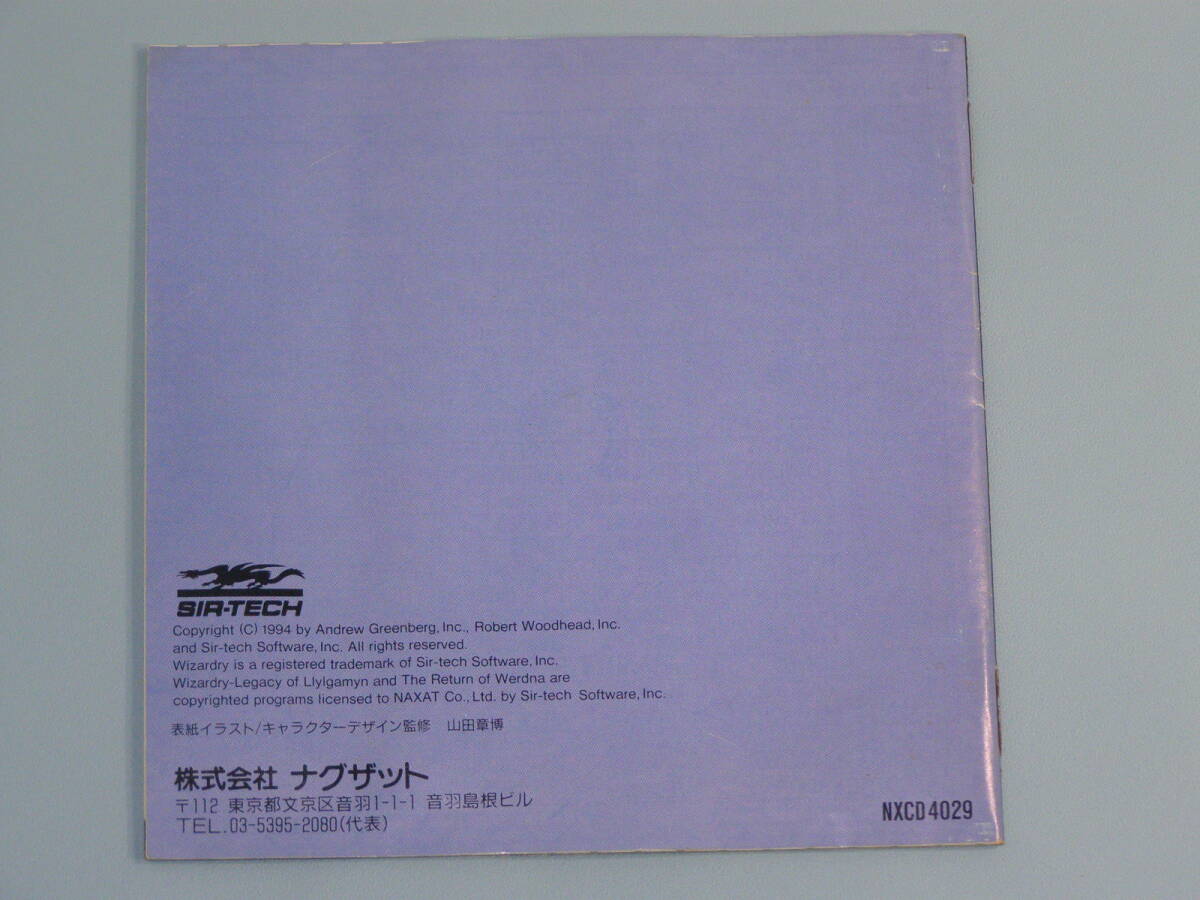 SIR-TECH
Copyright (C) 1994 by Andrew Greenberg, Inc., Robert Woodhead, Inc.
and Sir-tech Software, Inc. All rights reserved.
Wizardry is a registered trademark of Sir-tech Software, Inc.
Wizardry-Legacy of Llylgamyn and The Return of Werdna are
copyrighted programs licensed to NAXAT Co., Ltd. by Sir-tech Software, Inc.
表紙イラスト/キャラクターデザイン監修 山田章博
株式会社 ナグザット
〒112 東京都文京区音羽1-1-1 音羽島根ビル
TEL.03-5395-2080(代表)
NXCD4029